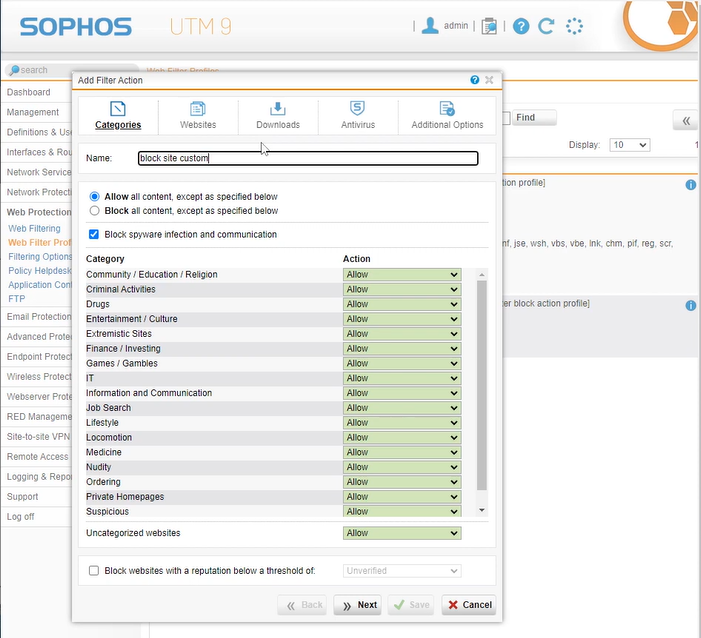 SOPHOS UTM 9
admin
search
Web Filter Profiles
Dashboard
Management
Definitions & Use
Interfaces & Rou
Network Service
Network Protecti
Web Protection
Web Filtering
Web Filter Prof
Filtering Options
Policy Helpdesk
Application Cont
FTP
Email Protection
Advanced Prote
Endpoint Protect
Wireless Protect
Webserver Prote
RED Manageme
Site-to-site VPN
Remote Access
Logging & Repo
Support
Log off
Add Filter Action
Categories Websites Downloads Antivirus Additional Options
Name: block site custom
Allow all content, except as specified below
Block all content, except as specified below
Block spyware infection and communication
Category Action
Community / Education / Religion Allow
Criminal Activities Allow
Drugs Allow
Entertainment / Culture Allow
Extremistic Sites Allow
Finance / Investing Allow
Games / Gambles Allow
IT Allow
Information and Communication Allow
Job Search Allow
Lifestyle Allow
Locomotion Allow
Medicine Allow
Nudity Allow
Ordering Allow
Private Homepages Allow
Suspicious Allow
Uncategorized websites Allow
Block websites with a reputation below a threshold of: Unverified
Back Next Save Cancel
Find
Display: 10 1
tion profile]
nf, jse, wsh, vbs, vbe, lnk, chm, pif, reg, scr,
ter block action profile]